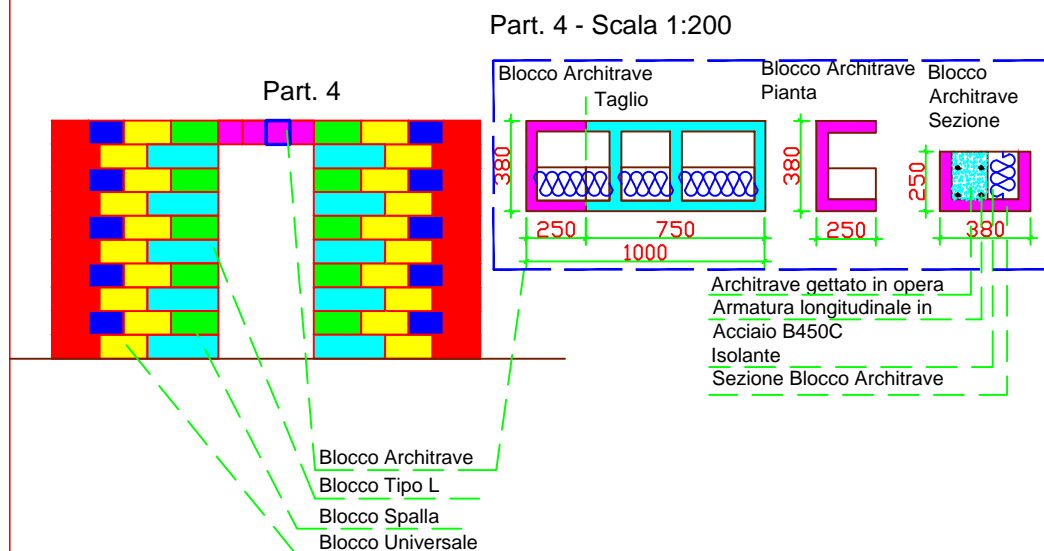 Part. 4 - Scala 1:200
Part. 4
Blocco Architrave
Taglio
Blocco Architrave
Pianta
Blocco
Architrave
Sezione
380
250
750
1000
380
250
250
380
Architrave gettato in opera
Armatura longitudinale in
Acciaio B450C
Isolante
Sezione Blocco Architrave
Blocco Architrave
Blocco Tipo L
Blocco Spalla
Blocco Universale